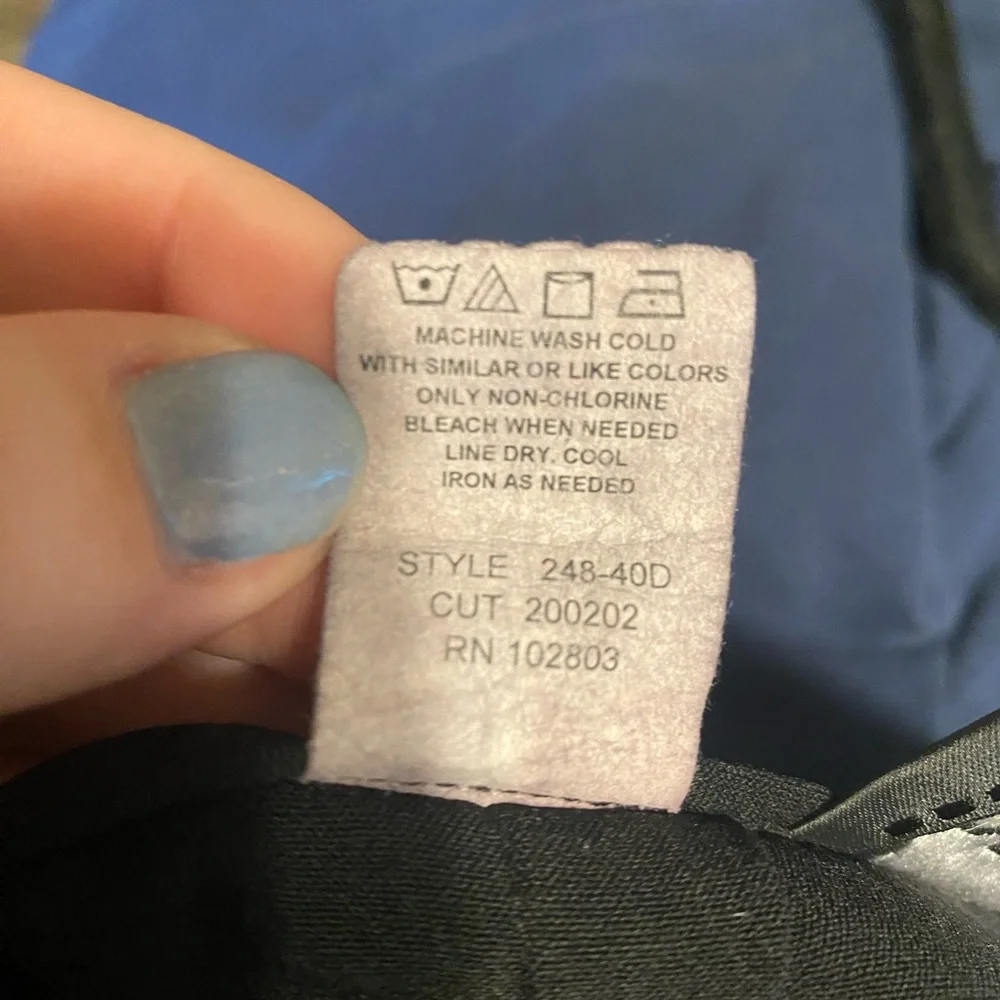 MACHINE WASH COLD
WITH SIMILAR OR LIKE COLORS
ONLY NON-CHLORINE
BLEACH WHEN NEEDED
LINE DRY. COOL
IRON AS NEEDED
STYLE 248-40D
CUT 200202
RN 102803